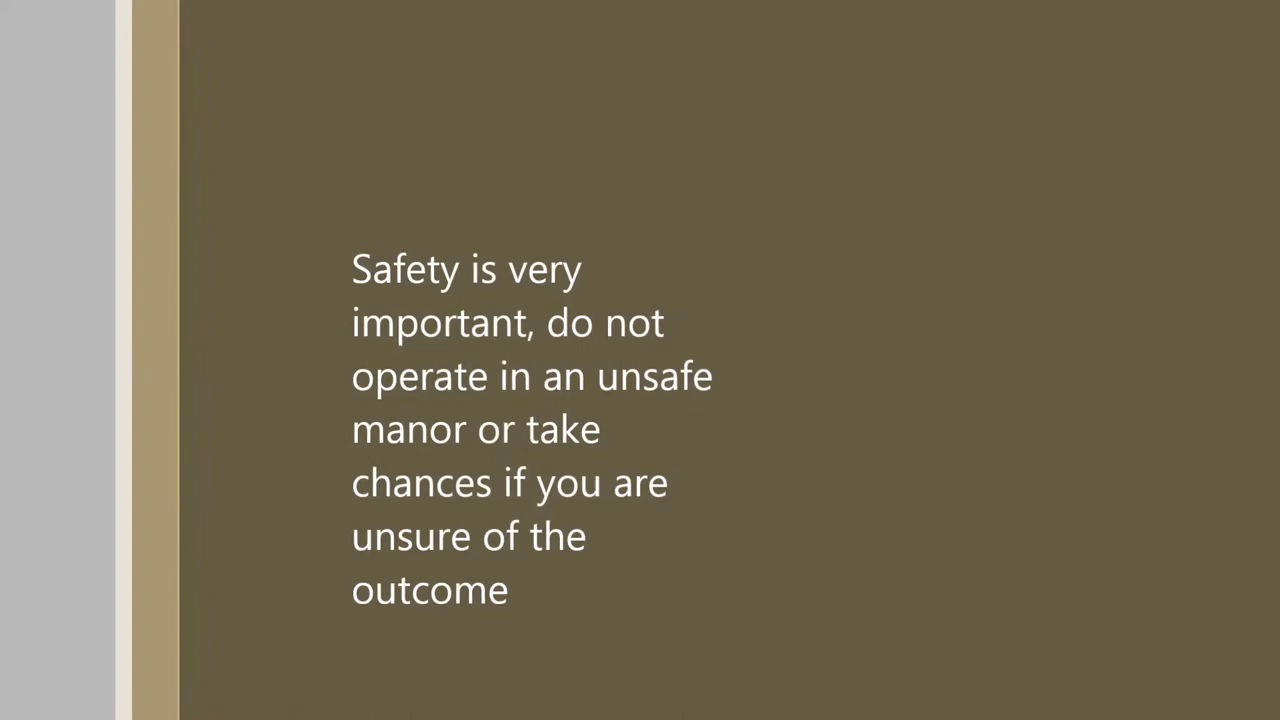 Safety is very
important, do not
operate in an unsafe
manor or take
chances if you are
unsure of the
outcome